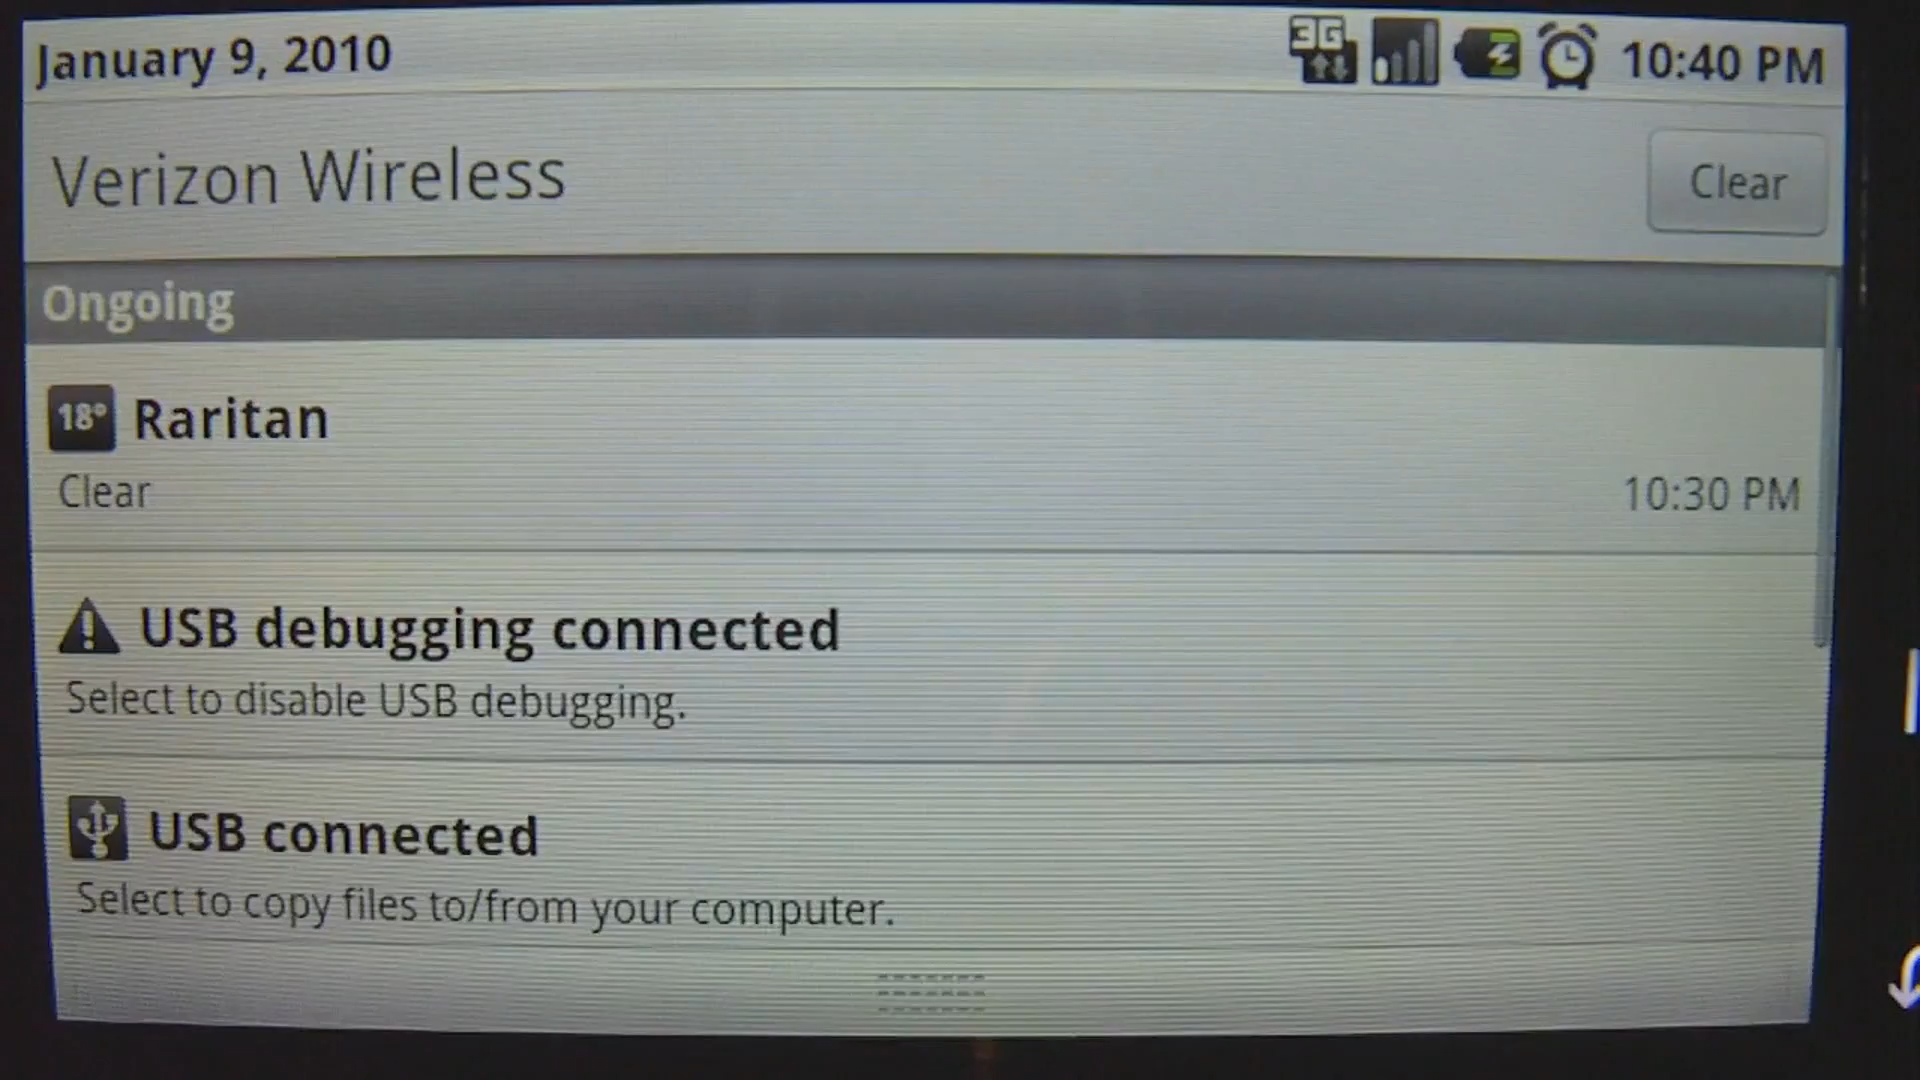 January 9, 2010
3G
10:40 PM
Verizon Wireless
Clear
Ongoing
18° Raritan
Clear
10:30 PM
USB debugging connected
Select to disable USB debugging.
USB connected
Select to copy files to/from your computer.